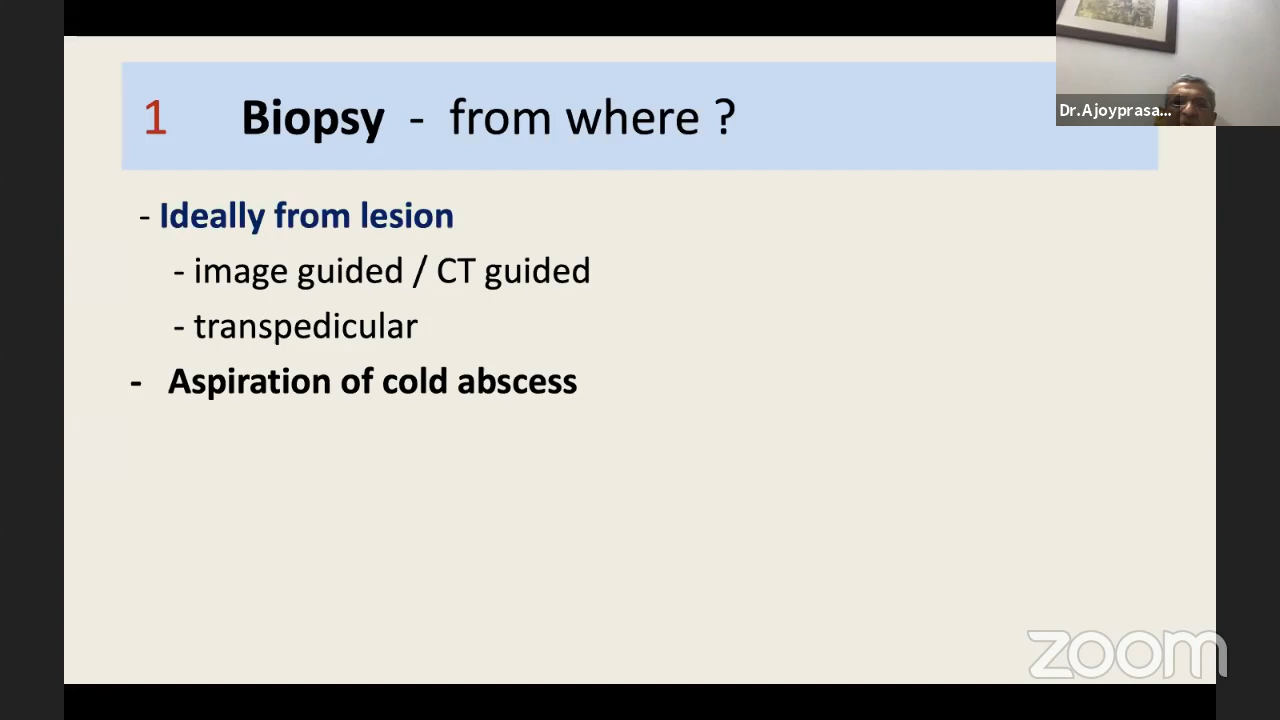 1 Biopsy - from where ?
Dr.Ajoyprasa...
- Ideally from lesion
- image guided / CT guided
- transpedicular
- Aspiration of cold abscess
zoom